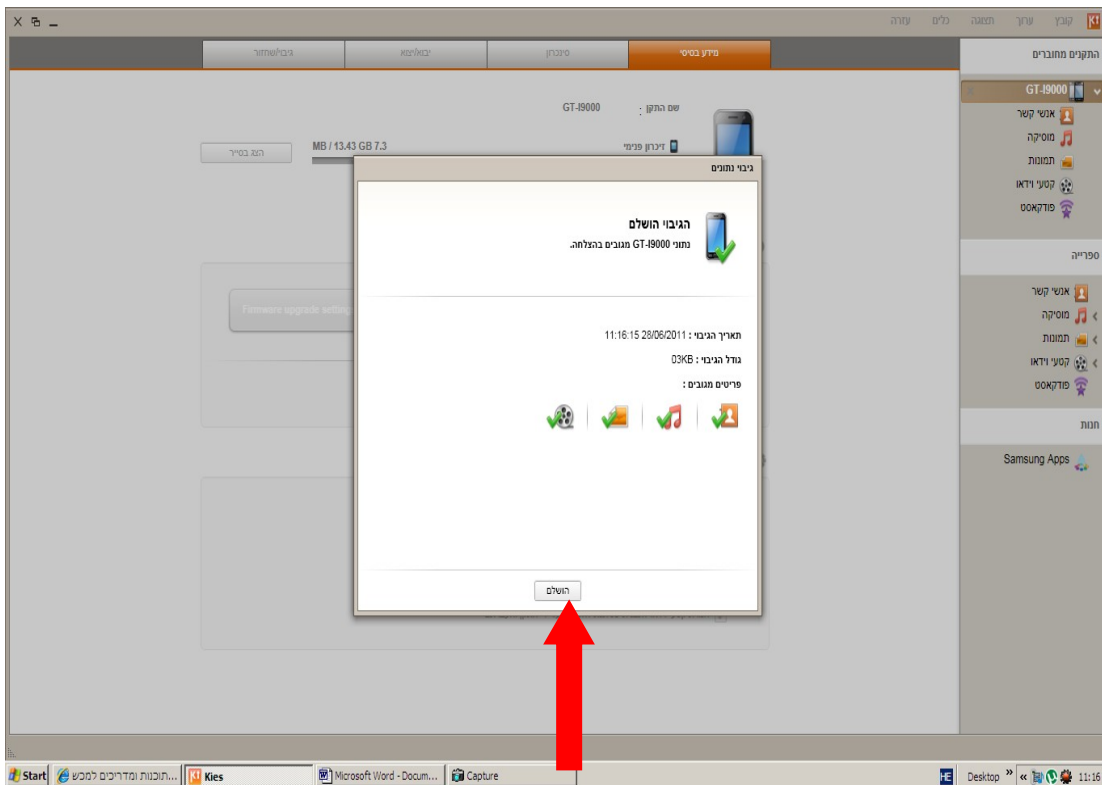 קובץ ערוך תצוגה כלים עזרה
התקנים מחוברים
GT-I9000
אנשי קשר
מוסיקה
תמונות
קטעי וידאו
פודקאסט
ספרייה
אנשי קשר
מוסיקה
תמונות
קטעי וידאו
פודקאסט
חנות
Samsung Apps
מידע בסיסי
סינכרון
יבוא/יצוא
גיבוי/שחזור
שם התקן : GT-I9000
זיכרון פנימי
MB / 13.43 GB 7.3
הצג בסייר
Firmware upgrade setting
גיבוי נתונים
הגיבוי הושלם
נתוני GT-I9000 מגובים בהצלחה.
תאריך הגיבוי : 28/06/2011 11:16:15
גודל הגיבוי : 03KB
פריטים מגובים :
הושלם
Start
תוכנות ומדריכים למכש...
Kies
Microsoft Word - Docum...
Capture
HE
Desktop
11:16